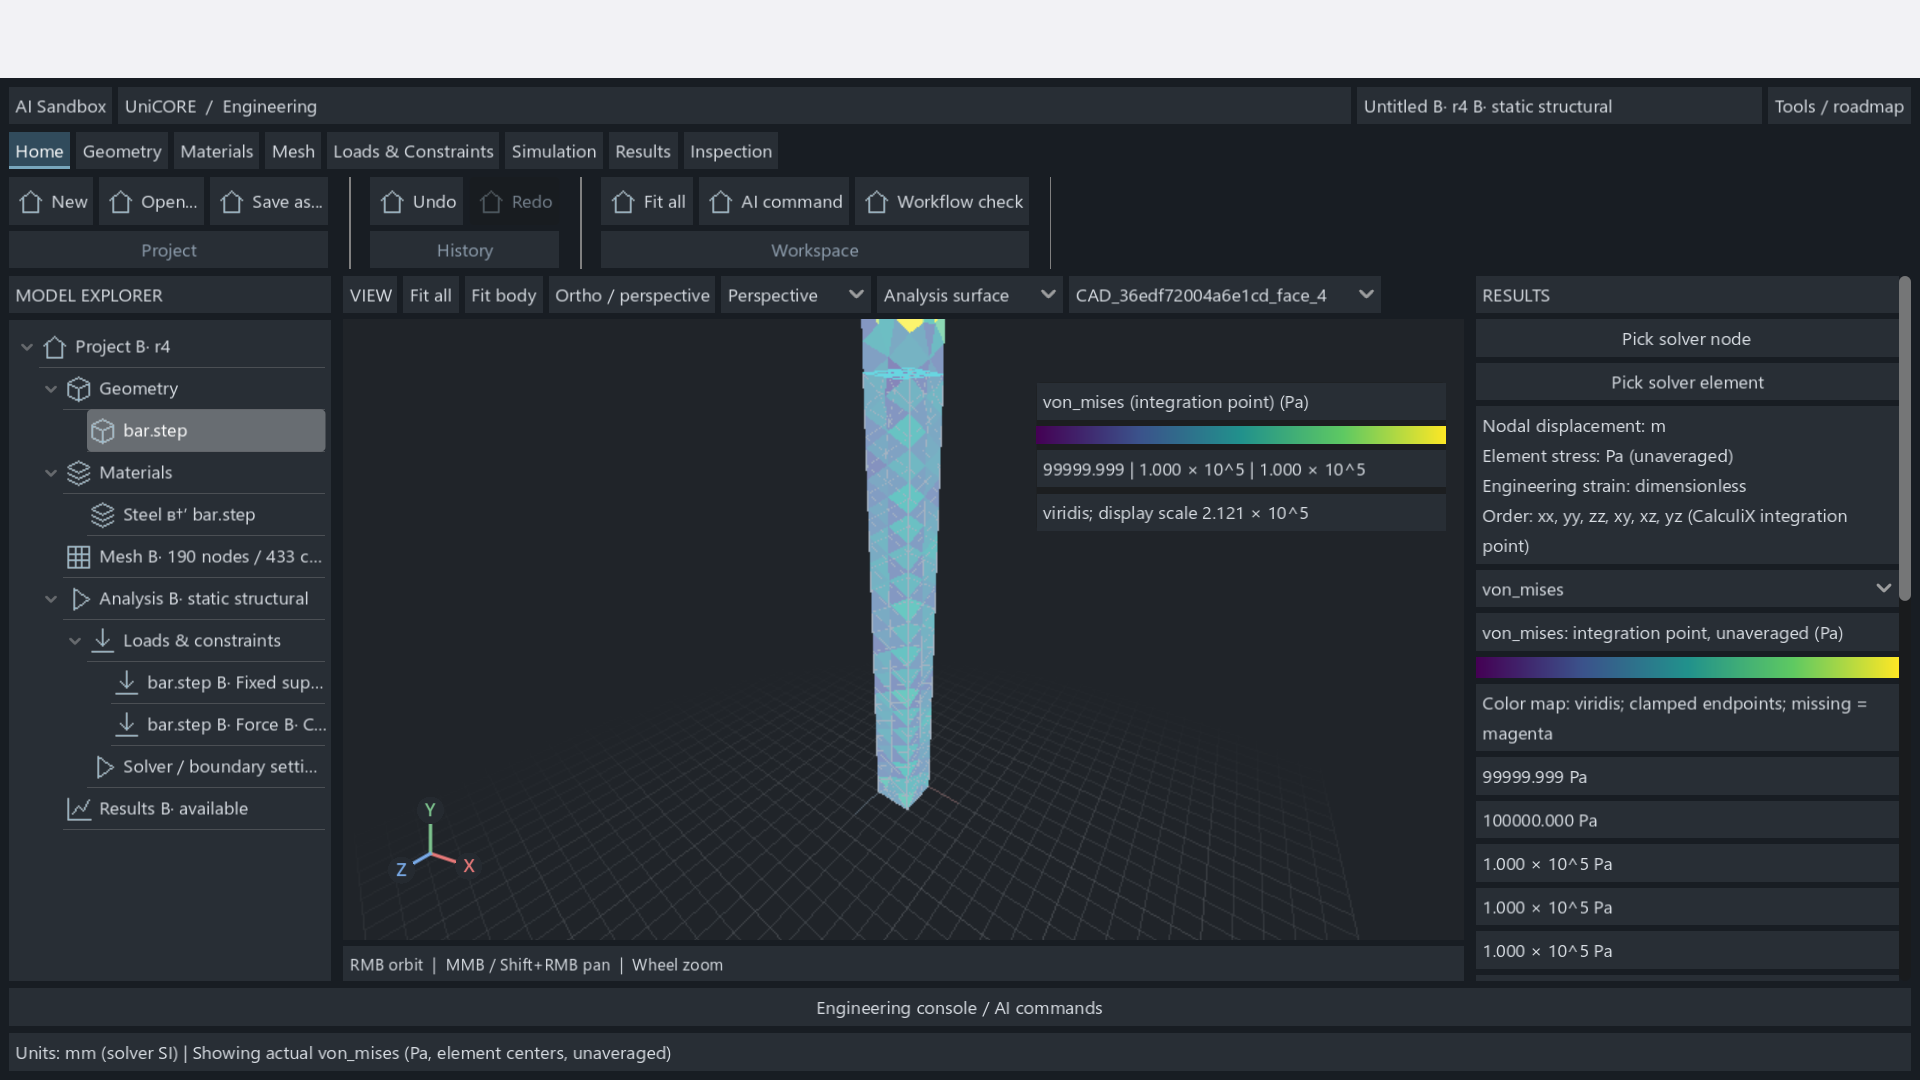 AI Sandbox
UniCORE / Engineering
Untitled В· r4 В· static structural
Tools / roadmap
Home
Geometry
Materials
Mesh
Loads & Constraints
Simulation
Results
Inspection
New
Open...
Save as...
Undo
Redo
Fit all
AI command
Workflow check
Project
History
Workspace
MODEL EXPLORER
VIEW
Fit all
Fit body
Ortho / perspective
Perspective
Analysis surface
CAD_36edf72004a6e1cd_face_4
RESULTS
Project В· r4
Geometry
bar.step
Materials
Steel в†’ bar.step
Mesh В· 190 nodes / 433 c...
Analysis В· static structural
Loads & constraints
bar.step В· Fixed sup...
bar.step В· Force В· C...
Solver / boundary setti...
Results В· available
von_mises (integration point) (Pa)
99999.999 | 1.000 × 10^5 | 1.000 × 10^5
viridis; display scale 2.121 × 10^5
Y
Z
X
RMB orbit | MMB / Shift+RMB pan | Wheel zoom
Pick solver node
Pick solver element
Nodal displacement: m
Element stress: Pa (unaveraged)
Engineering strain: dimensionless
Order: xx, yy, zz, xy, xz, yz (CalculiX integration
point)
von_mises
von_mises: integration point, unaveraged (Pa)
Color map: viridis; clamped endpoints; missing =
magenta
99999.999 Pa
100000.000 Pa
1.000 × 10^5 Pa
1.000 × 10^5 Pa
1.000 × 10^5 Pa
Engineering console / AI commands
Units: mm (solver SI) | Showing actual von_mises (Pa, element centers, unaveraged)